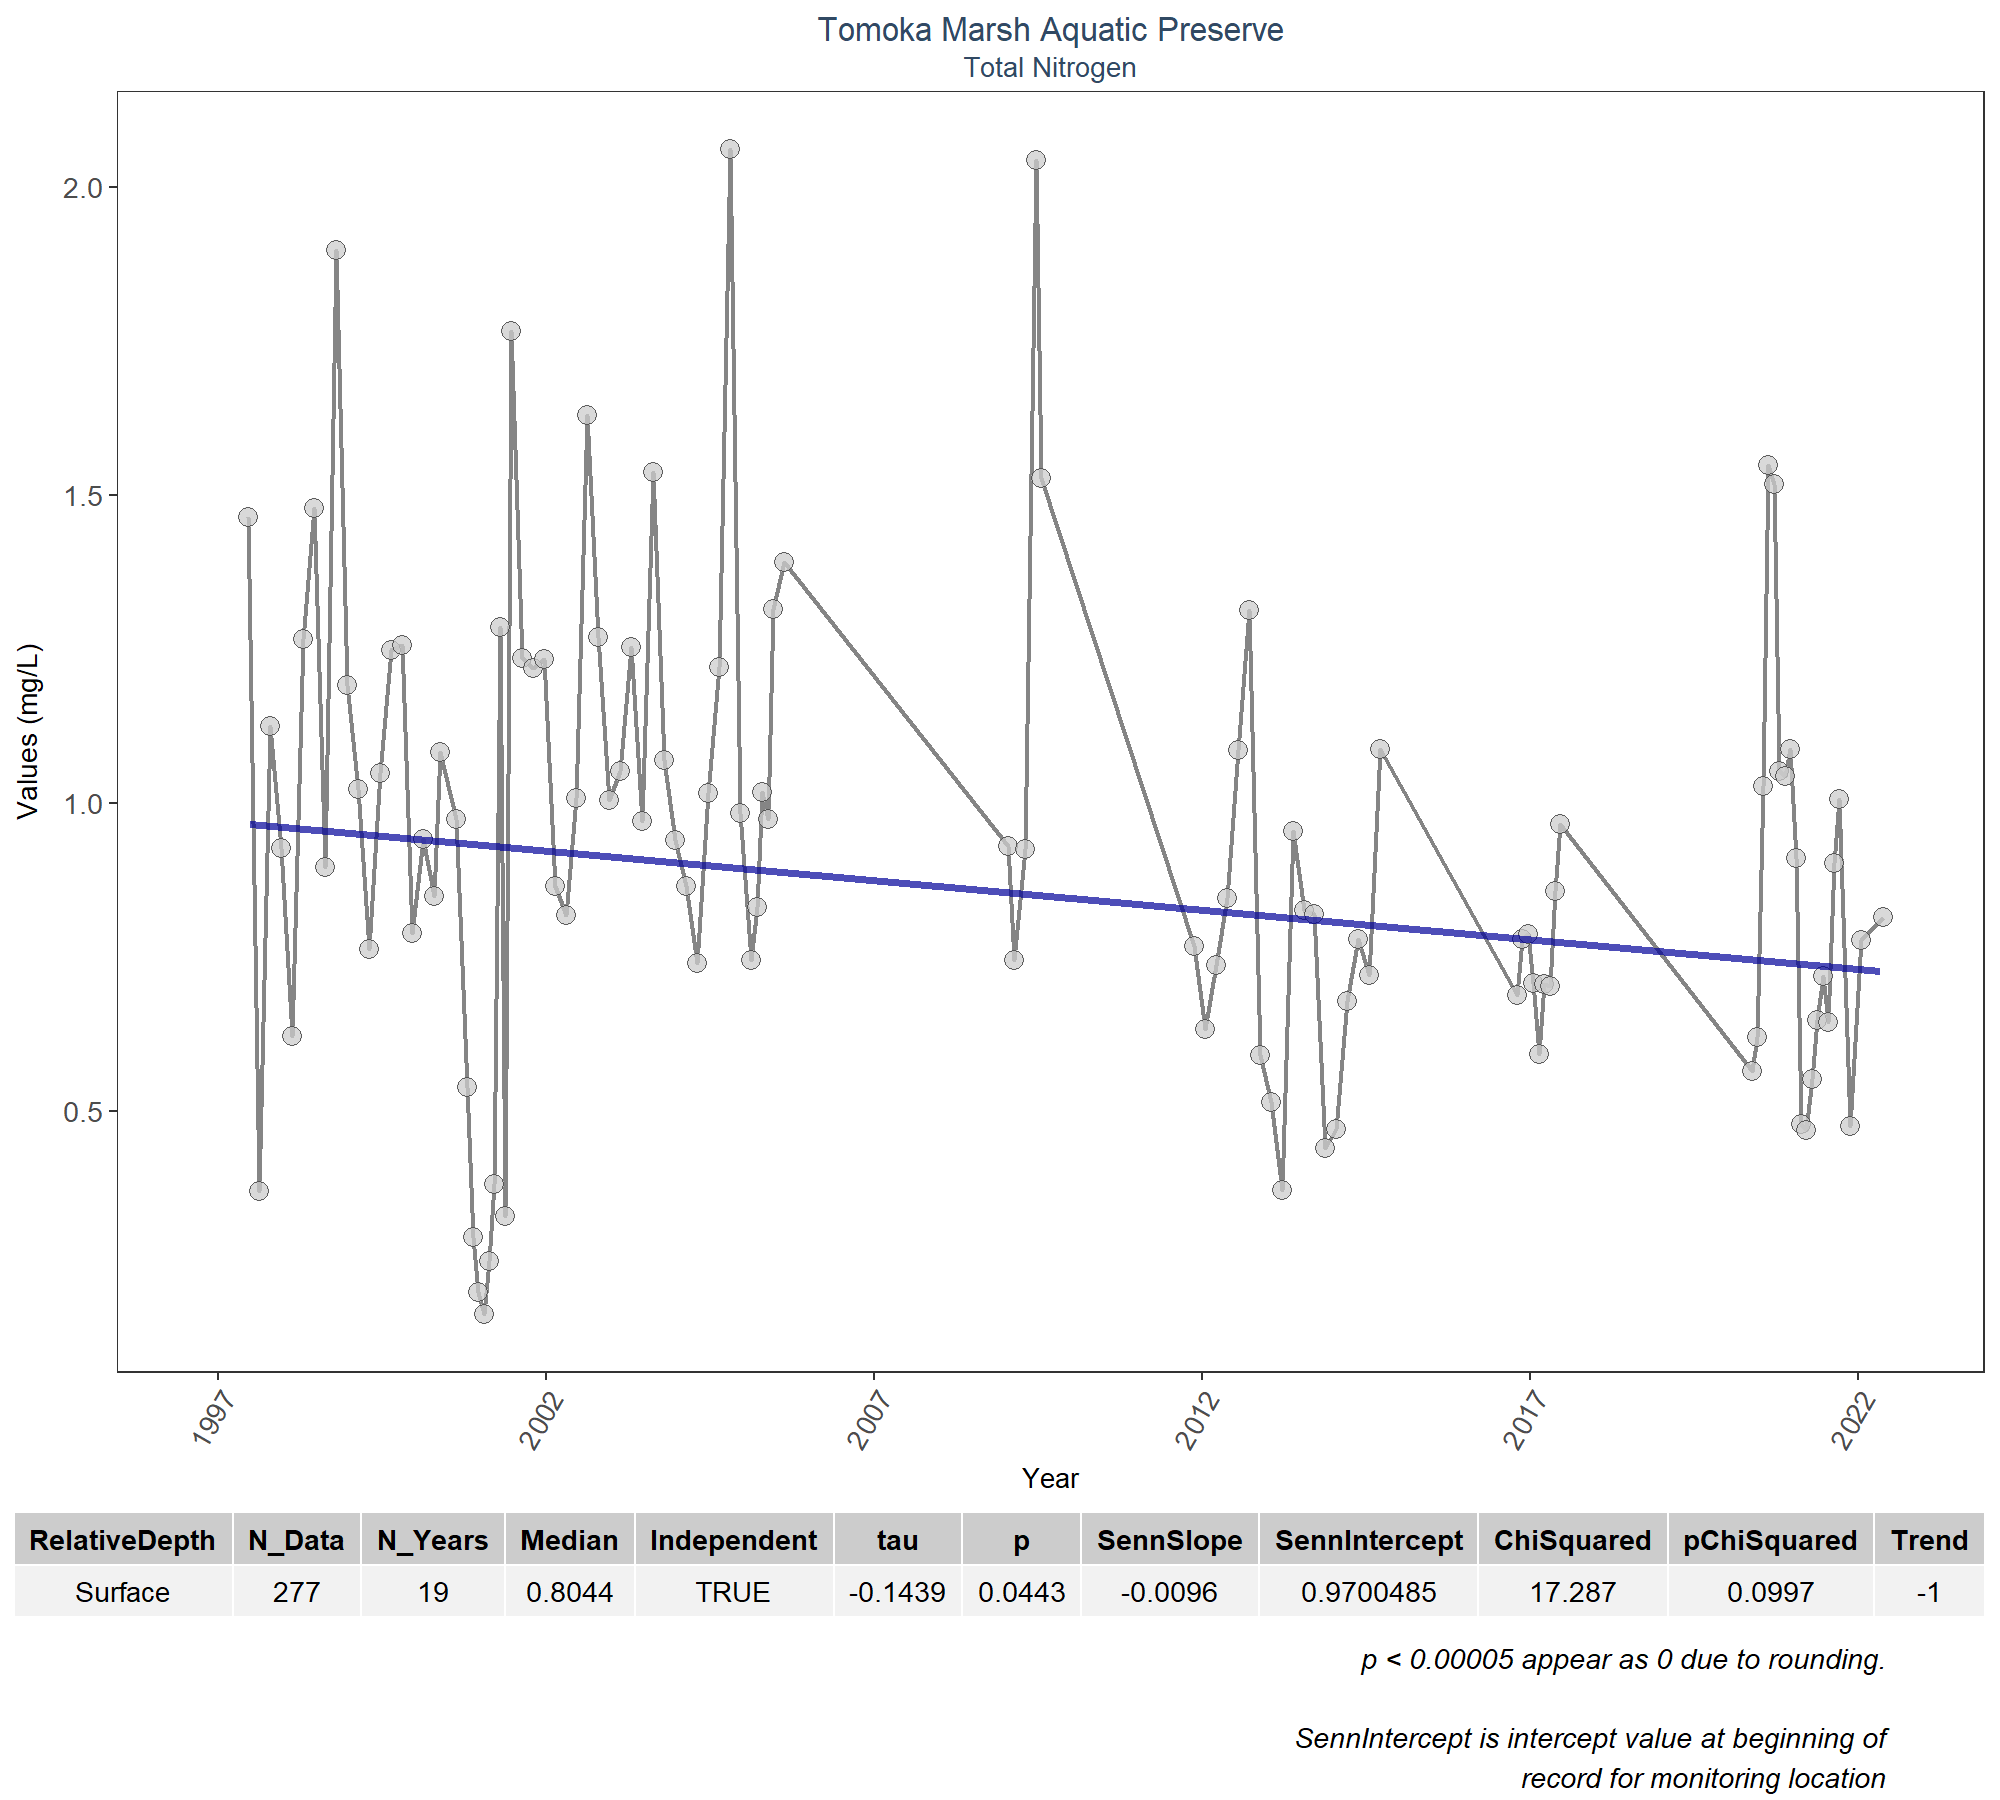 Tomoka Marsh Aquatic Preserve
Total Nitrogen
Values (mg/L)
2.0
1.5
1.0
0.5
1997 2002 2007 2012 2017 2022
Year
RelativeDepth N_Data N_Years Median Independent tau p SennSlope SennIntercept ChiSquared pChiSquared Trend
Surface 277 19 0.8044 TRUE -0.1439 0.0443 -0.0096 0.9700485 17.287 0.0997 -1
p < 0.00005 appear as 0 due to rounding.
SennIntercept is intercept value at beginning of
record for monitoring location